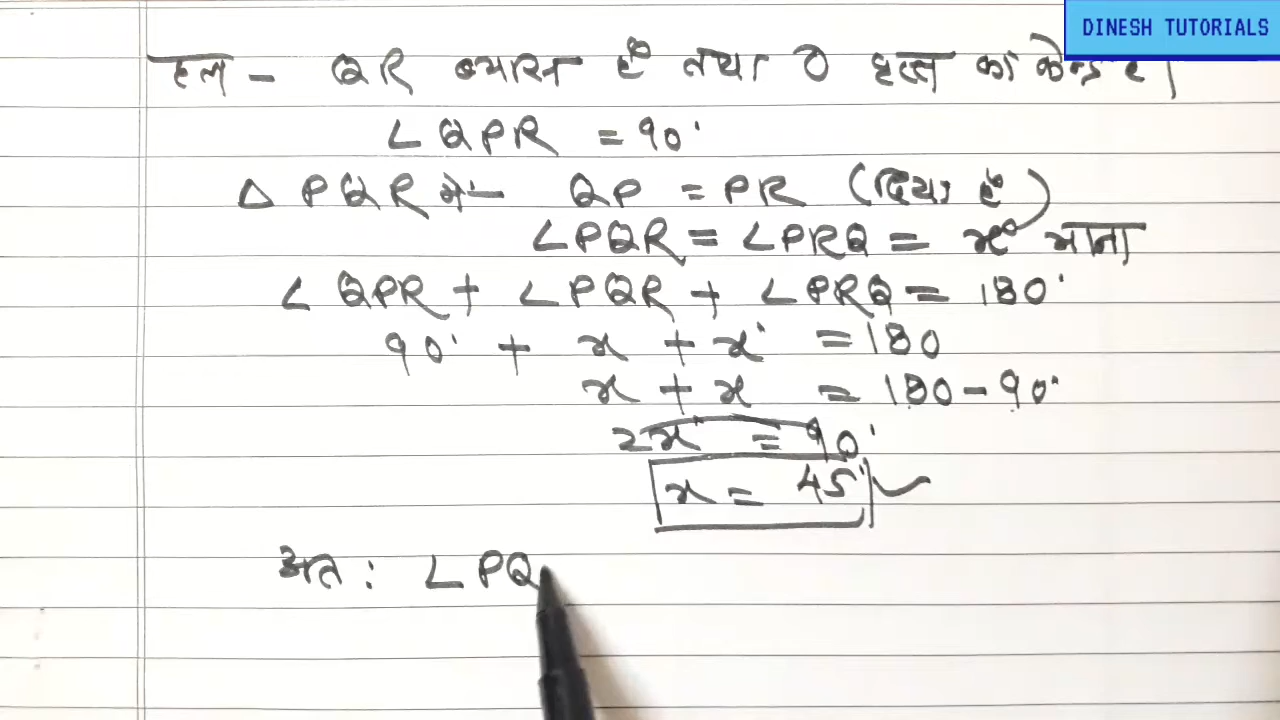 DINESH TUTORIALS
हल - QR व्यास है तथा O वृत्त का केन्द्र है।
∠QPR = 90°
△PQR में - QP = PR (दिया है)
∠PQR = ∠PRQ = x° माना
∠QPR + ∠PQR + ∠PRQ = 180°
90° + x + x° = 180
x + x = 180 - 90°
2x° = 90°
x = 45° ✓
अत: ∠PQ